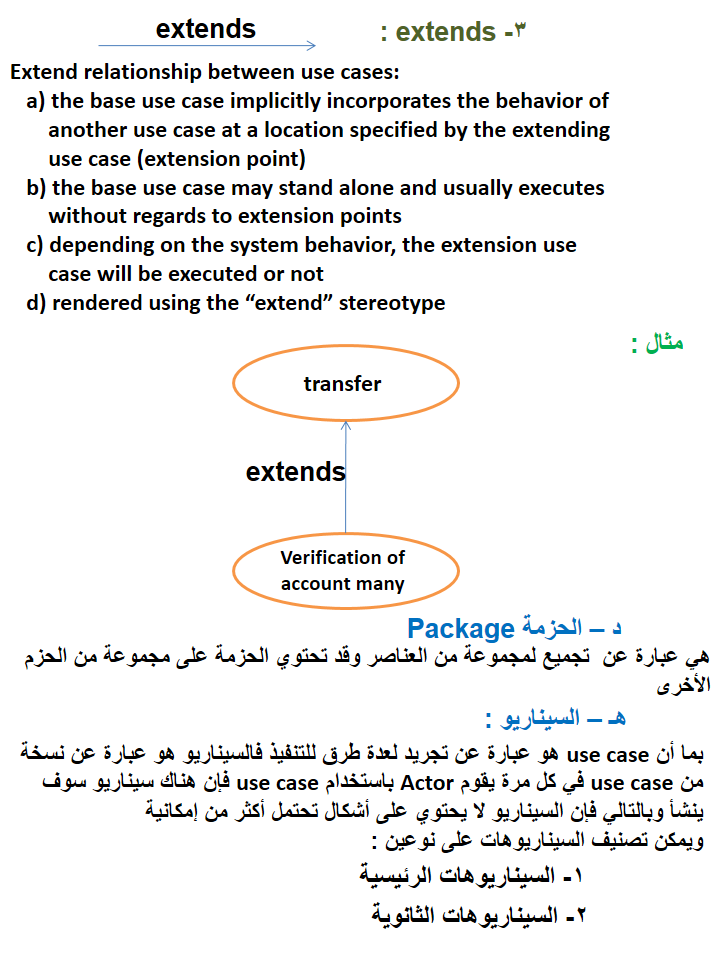 extends
٣- extends :
Extend relationship between use cases:
a) the base use case implicitly incorporates the behavior of
another use case at a location specified by the extending
use case (extension point)
b) the base use case may stand alone and usually executes
without regards to extension points
c) depending on the system behavior, the extension use
case will be executed or not
d) rendered using the “extend” stereotype
مثال :
transfer
extends
Verification of
account many
د – الحزمة Package
هي عبارة عن تجميع لمجموعة من العناصر وقد تحتوي الحزمة على مجموعة من الحزم
الأخرى
هـ – السيناريو :
بما أن use case هو عبارة عن تجريد لعدة طرق للتنفيذ فالسيناريو هو عبارة عن نسخة
من use case في كل مرة يقوم Actor باستخدام use case فإن هناك سيناريو سوف
ينشأ وبالتالي فإن السيناريو لا يحتوي على أشكال تحتمل أكثر من إمكانية
ويمكن تصنيف السيناريوهات على نوعين :
١- السيناريوهات الرئيسية
٢- السيناريوهات الثانوية